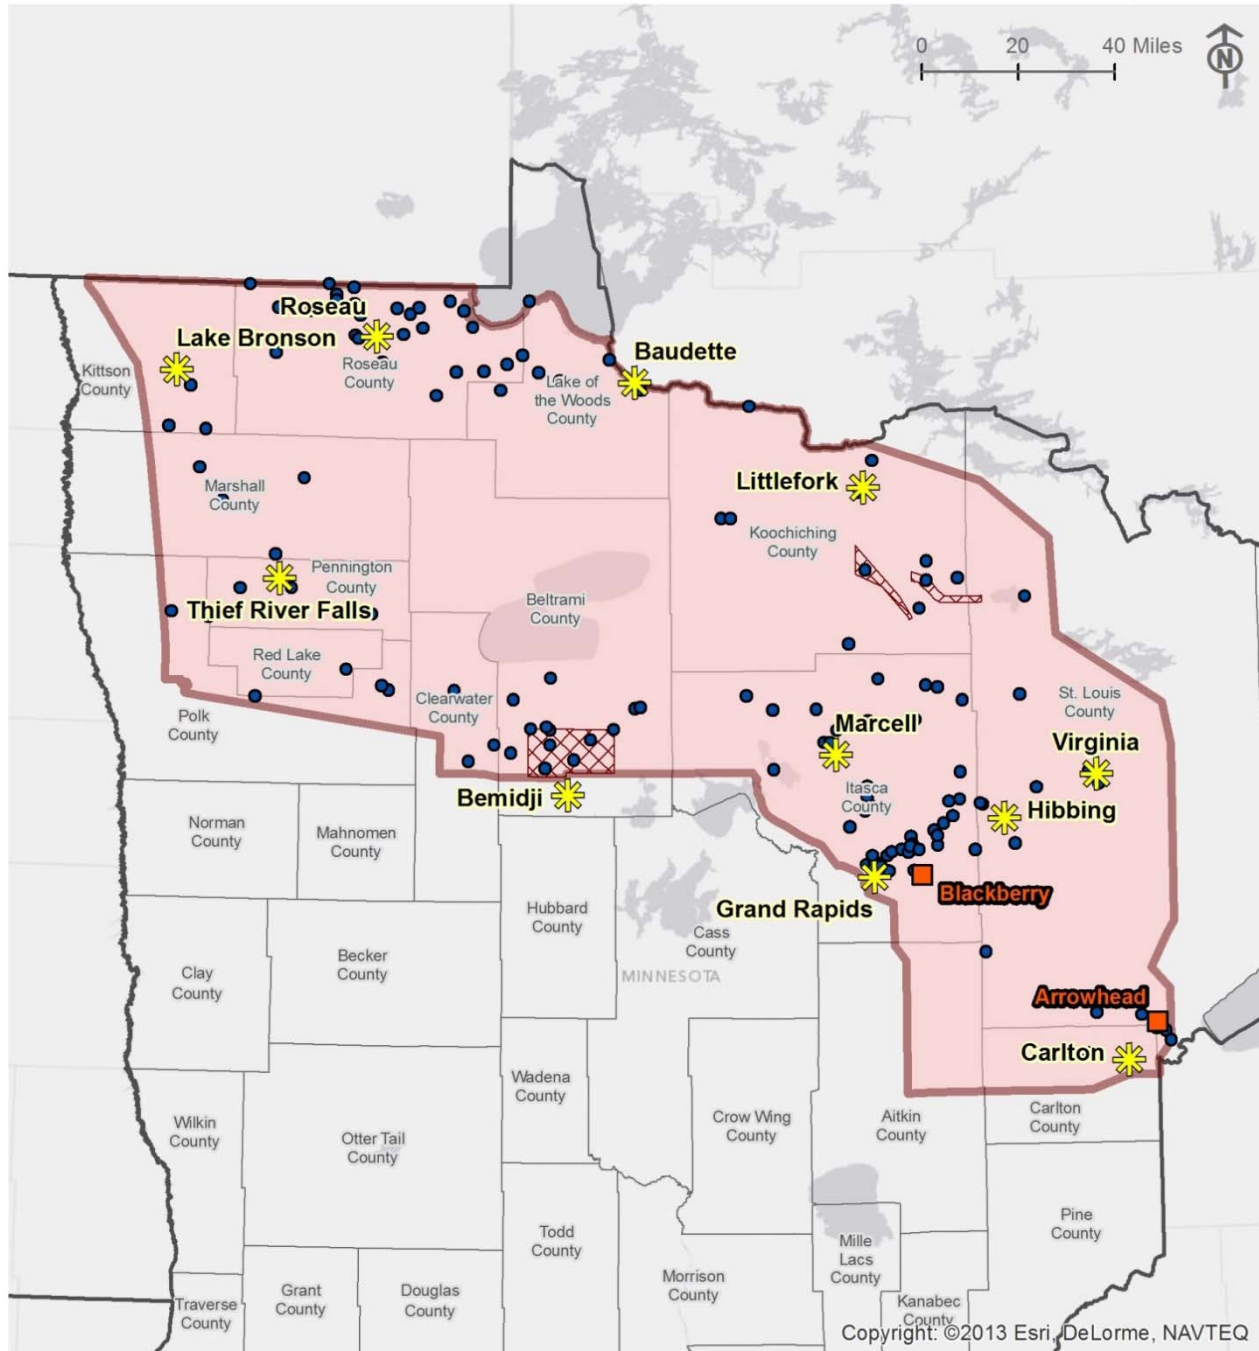 0 20 40 Miles
N
Roseau
Lake Bronson
Baudette
Kittson
County
Roseau
County
Lake of
the Woods
County
Littlefork
Marshall
County
Koochiching
County
Pennington
County
Thief River Falls
Beltrami
County
Red Lake
County
Clearwater
County
St. Louis
County
Polk
County
Marcell
Virginia
Bemidji
Itasca
County
Hibbing
Norman
County
Mahnomen
County
Blackberry
Grand Rapids
Hubbard
County
Cass
County
Becker
County
Clay
County
MINNESOTA
Arrowhead
Carlton
Wadena
County
Wilkin
County
Otter Tail
County
Crow Wing
County
Aitkin
County
Carlton
County
Pine
County
Todd
County
Mille
Lacs
County
Morrison
County
Grant
County
Douglas
County
Traverse
County
Kanabec
County
Copyright: ©2013 Esri, DeLorme, NAVTEQ